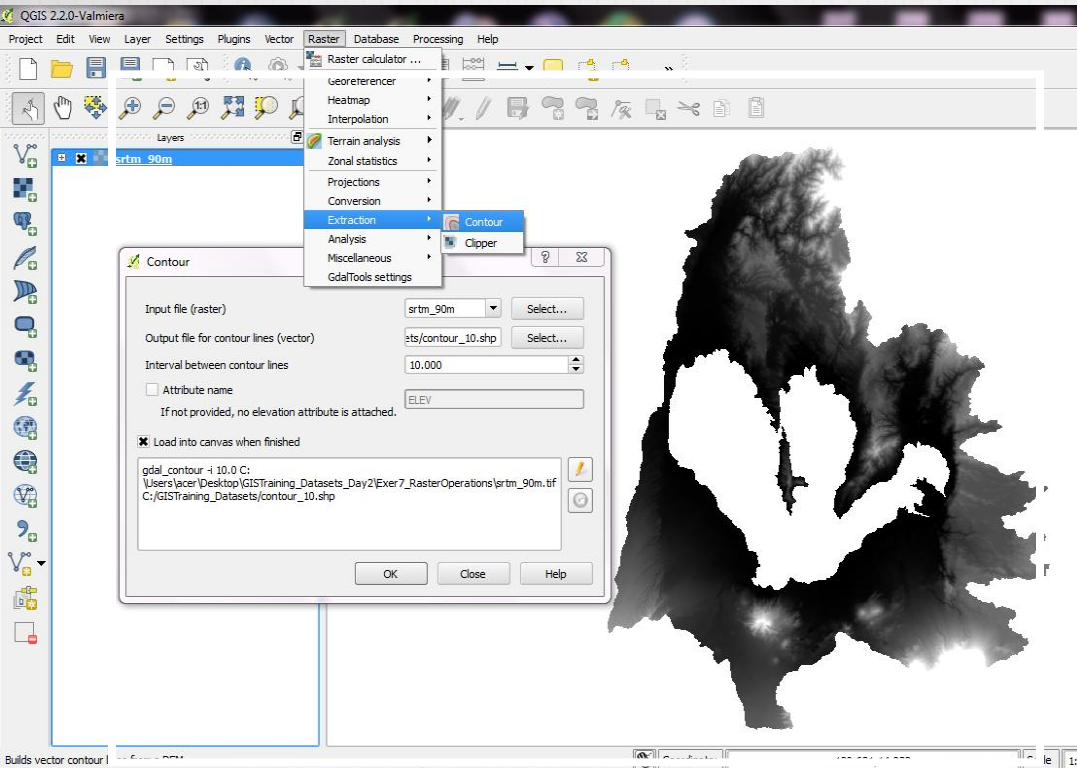 QGIS 2.2.0-Valmiera
Project Edit View Layer Settings Plugins Vector Raster Database Processing Help
Raster calculator ...
Georeferencer
Heatmap
Interpolation
Terrain analysis
Zonal statistics
Projections
Conversion
Extraction
Analysis
Miscellaneous
GdalTools settings
Contour
Clipper
Layers
srtm_90m
Contour
Input file (raster) srtm_90m Select...
Output file for contour lines (vector) ets/contour_10.shp Select...
Interval between contour lines 10.000
Attribute name
If not provided, no elevation attribute is attached. ELEV
Load into canvas when finished
gdal_contour -i 10.0 C:
\Users\acer\Desktop\GISTraining_Datasets_Day2\Exer7_RasterOperations\srtm_90m.tif
C:/GISTraining_Datasets/contour_10.shp
OK Close Help
Builds vector contour